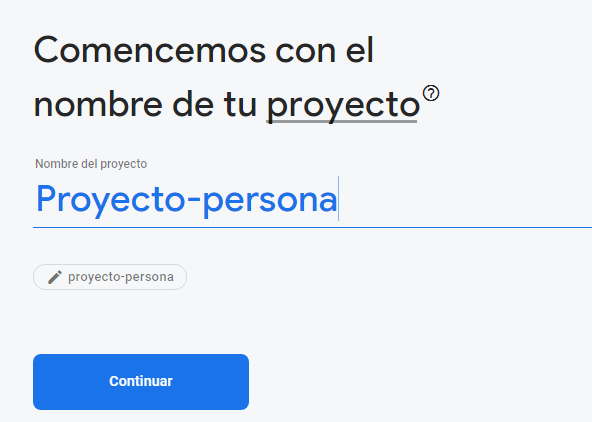 Comencemos con el
nombre de tu proyecto
Nombre del proyecto
Proyecto-persona
proyecto-persona
Continuar